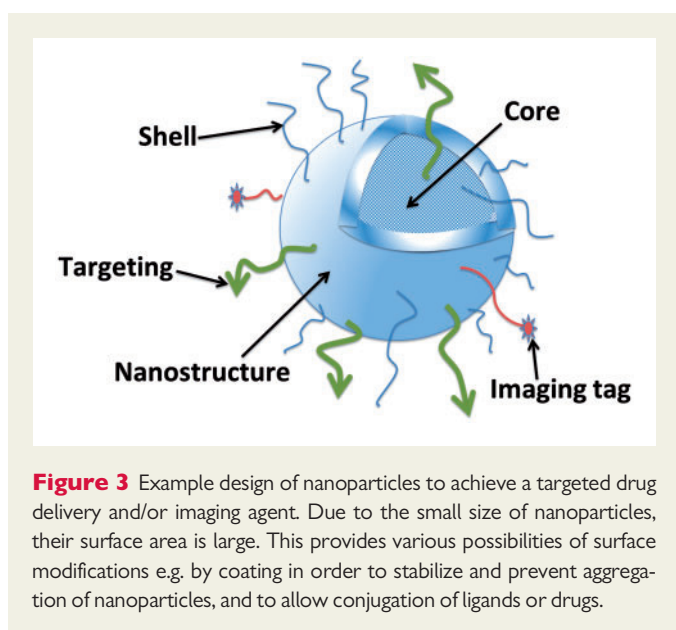 Shell
Core
Targeting
Nanostructure
Imaging tag
Figure 3 Example design of nanoparticles to achieve a targeted drug
delivery and/or imaging agent. Due to the small size of nanoparticles,
their surface area is large. This provides various possibilities of surface
modifications e.g. by coating in order to stabilize and prevent aggrega-
tion of nanoparticles, and to allow conjugation of ligands or drugs.